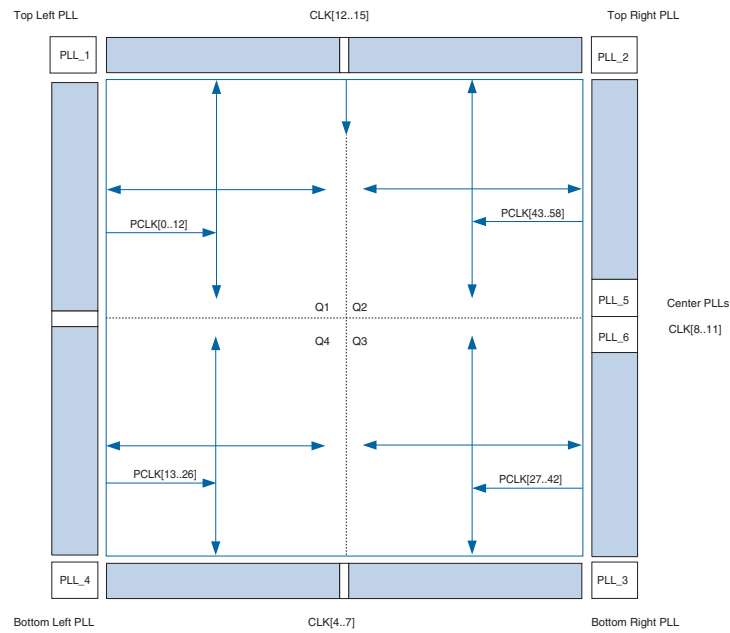 Top Left PLL
CLK[12..15]
Top Right PLL
PLL_1
PLL_2
PCLK[0..12]
PCLK[43..58]
Q1
Q2
PLL_5
Center PLLs
Q4
Q3
PLL_6
CLK[8..11]
PCLK[13..26]
PCLK[27..42]
PLL_4
PLL_3
Bottom Left PLL
CLK[4..7]
Bottom Right PLL